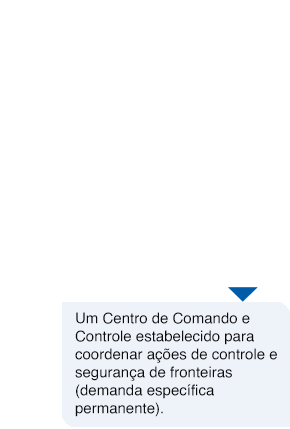 Um Centro de Comando e
Controle estabelecido para
coordenar ações de controle e
segurança de fronteiras
(demanda específica
permanente).